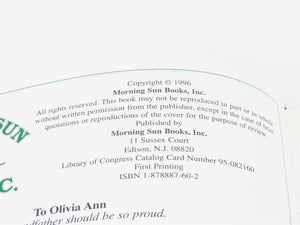 Copyright © 1996
Morning Sun Books, Inc.
All rights reserved. This book may not be reproduced in part or in whole
without written permission from the publisher, except in the case of brief
quotations or reproductions of the cover for the purpose of review.
Published by
Morning Sun Books, Inc.
11 Sussex Court
Edison, N.J. 08820
Library of Congress Catalog Card Number 95-082160
First Printing
ISBN 1-878887-60-2
SUN
C.
To Olivia Ann
dfather should be so proud.